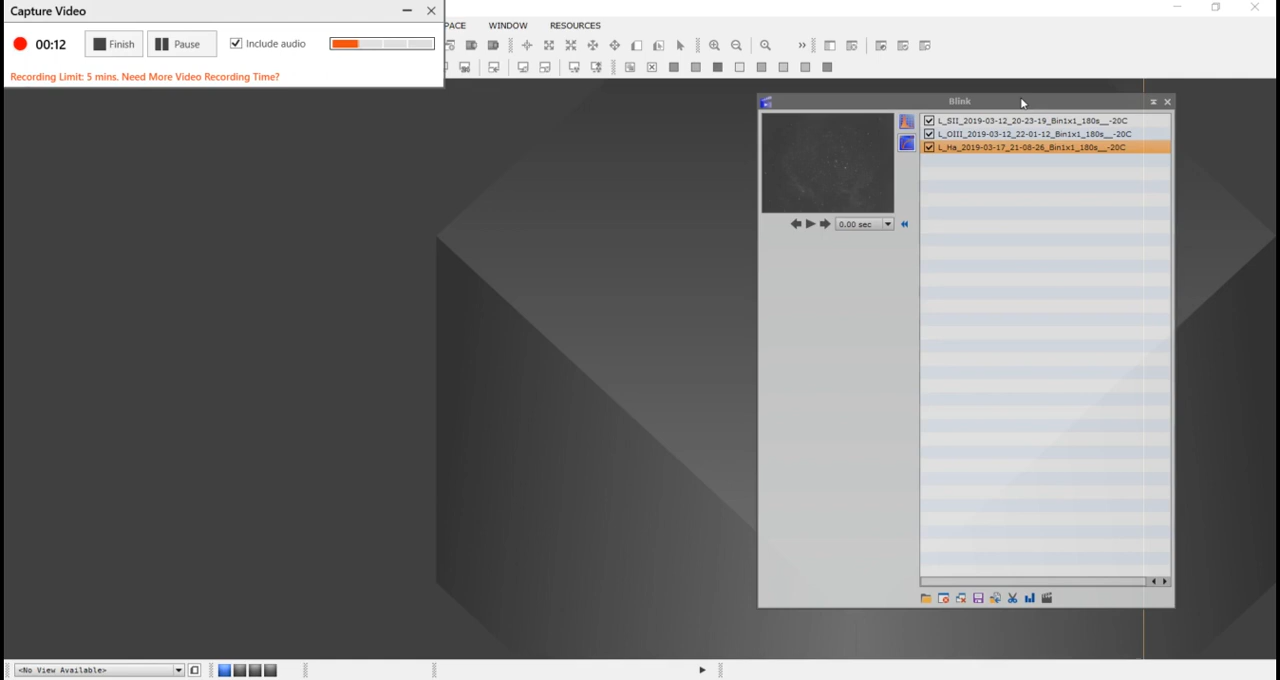 Capture Video
00:12
Finish
Pause
Include audio
Recording Limit: 5 mins. Need More Video Recording Time?
PACE
WINDOW
RESOURCES
Blink
L_SII_2019-03-12_20-23-19_Bin1x1_180s__-20C
L_OIII_2019-03-12_22-01-12_Bin1x1_180s__-20C
L_Ha_2019-03-17_21-08-26_Bin1x1_180s__-20C
0.00 sec
<No View Available>